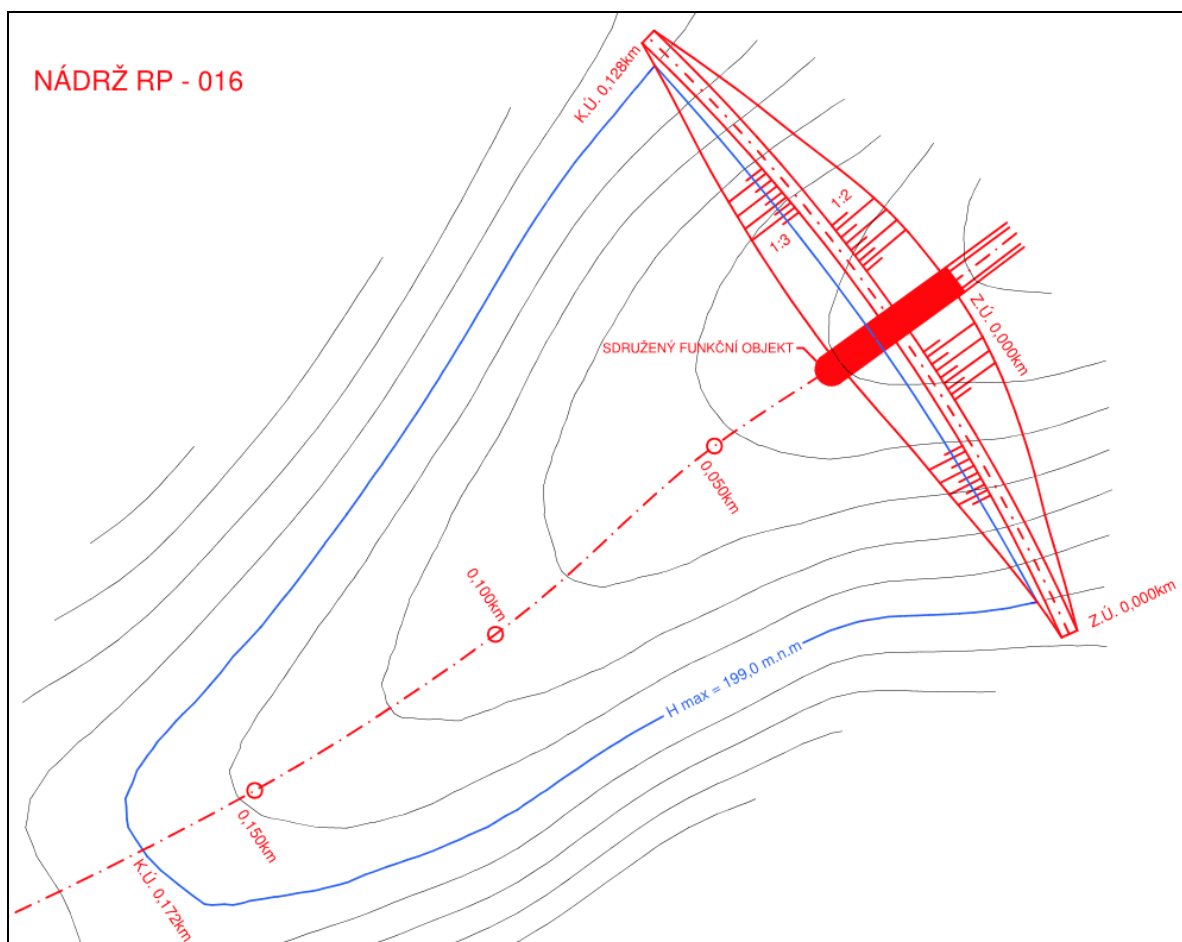 NÁDRŽ RP - 016
K.Ú. 0,128km
1:2
1:3
Z.Ú. 0,000km
SDRUŽENÝ FUNKČNÍ OBJEKT
0,050km
0,100km
Z.Ú. 0,000km
H max = 199,0 m.n.m
0,150km
K.Ú. 0,172km